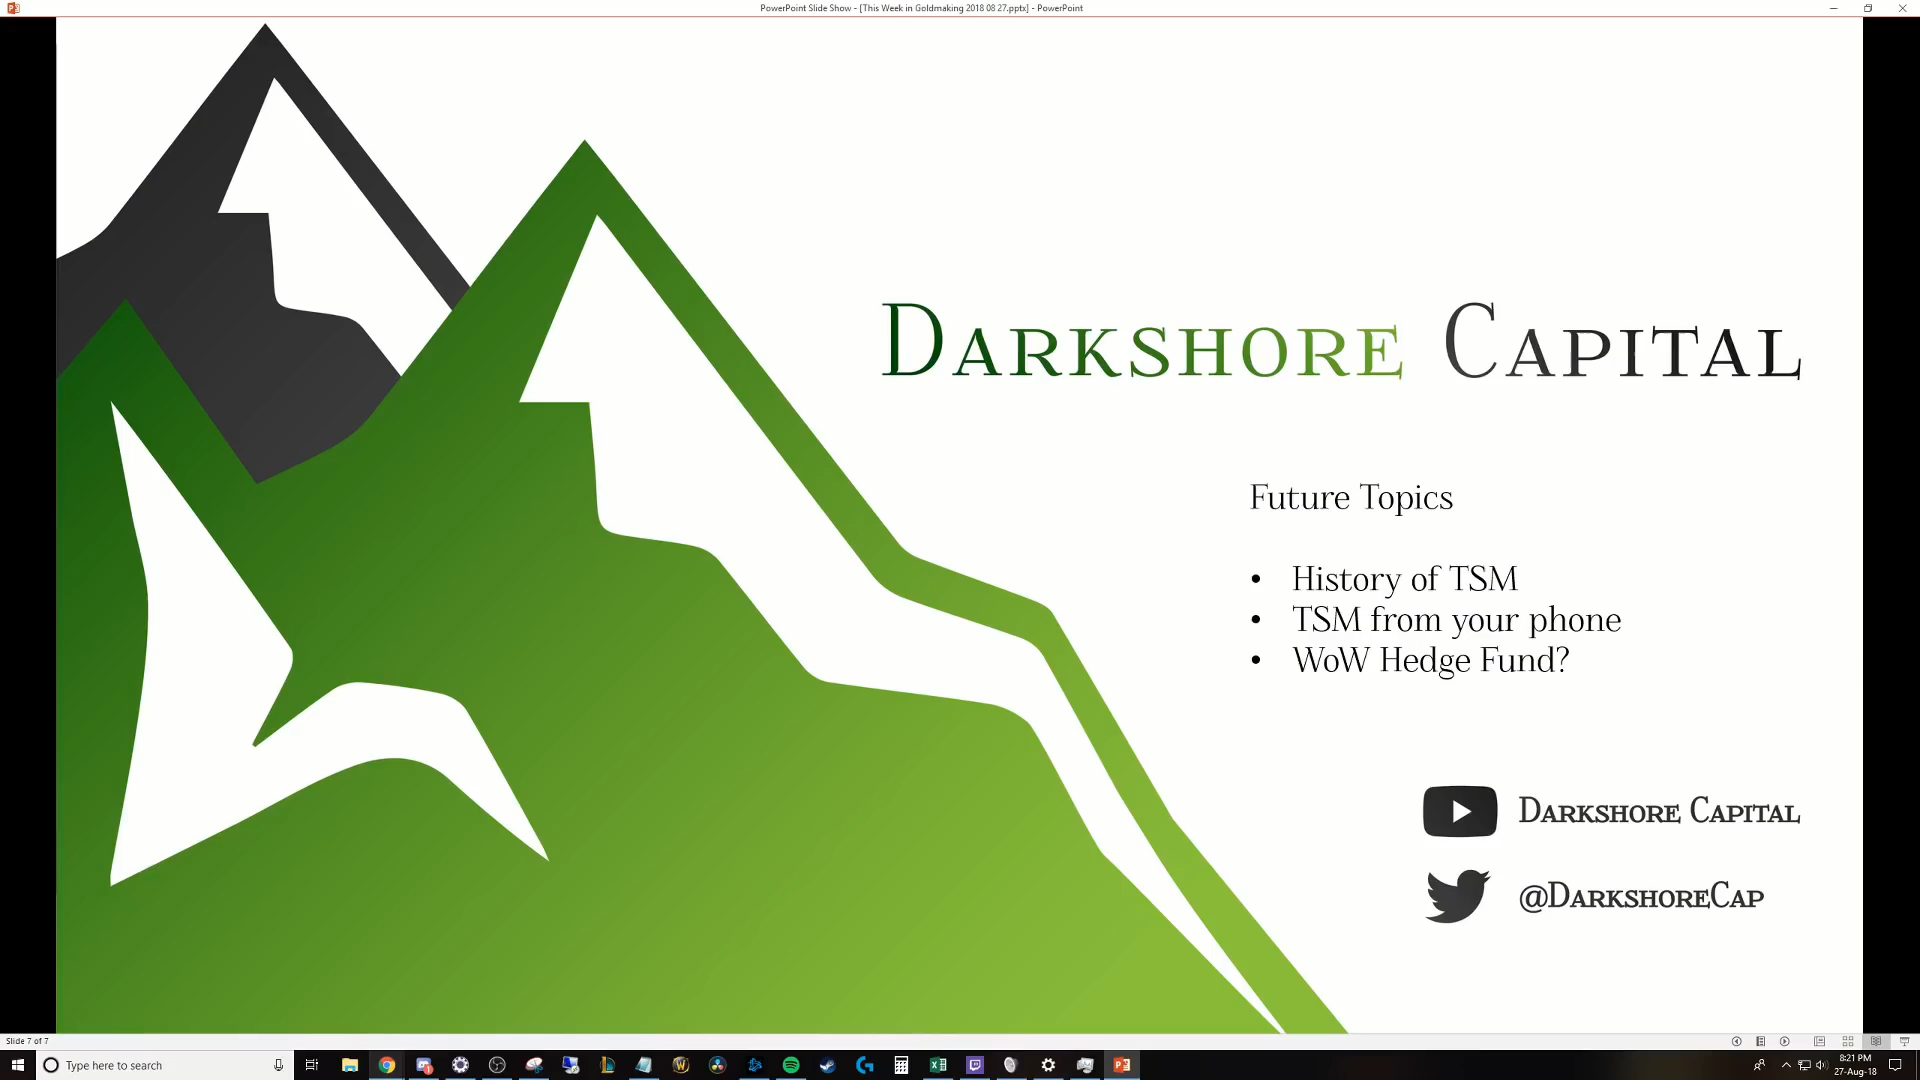 PowerPoint Slide Show - [This Week in Goldmaking 2018 08 27.pptx] - PowerPoint
Darkshore Capital
Future Topics
• History of TSM
• TSM from your phone
• WoW Hedge Fund?
Darkshore Capital
@DarkshoreCap
Slide 7 of 7
Type here to search
8:21 PM
27-Aug-18